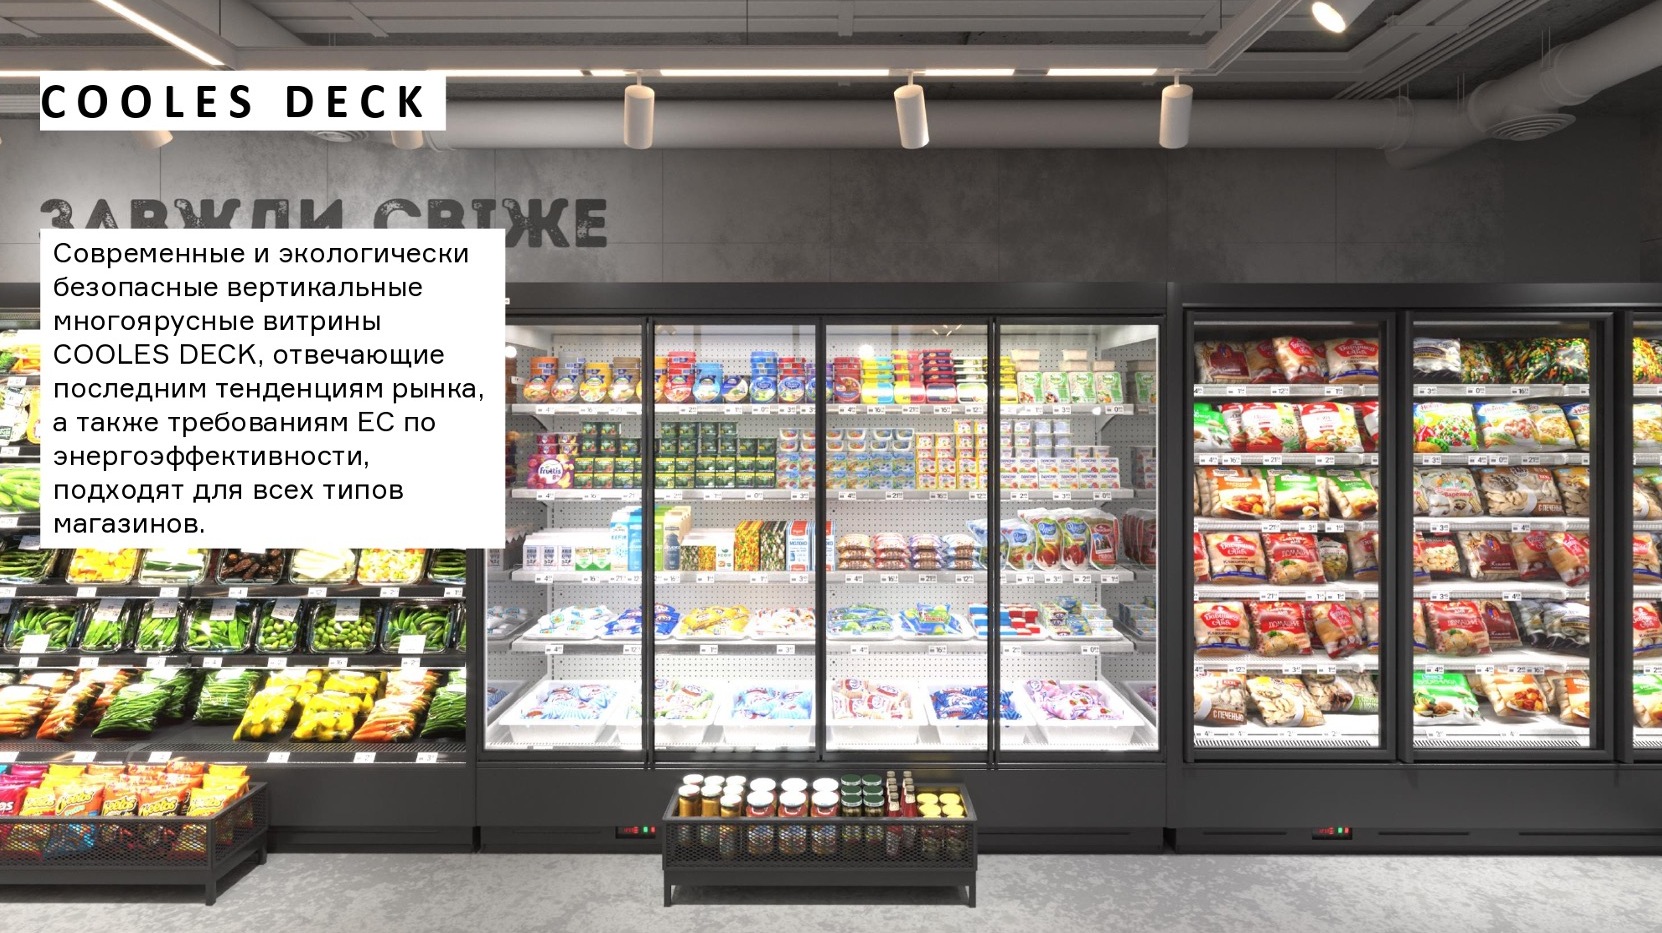 COOLES DECK
ЗАВЖДИ СВІЖЕ
Современные и экологически
безопасные вертикальные
многоярусные витрины
COOLES DECK, отвечающие
последним тенденциям рынка,
а также требованиям ЕС по
энергоэффективности,
подходят для всех типов
магазинов.